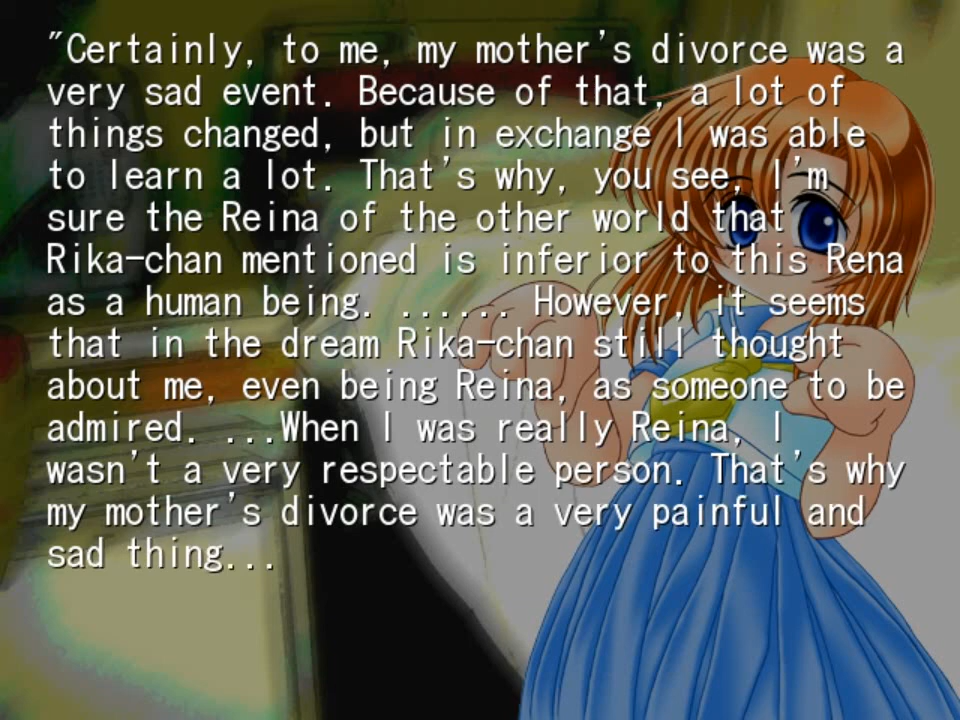 "Certainly, to me, my mother's divorce was a
very sad event. Because of that, a lot of
things changed, but in exchange I was able
to learn a lot. That's why, you see, I'm
sure the Reina of the other world that
Rika-chan mentioned is inferior to this Rena
as a human being. ...... However, it seems
that in the dream Rika-chan still thought
about me, even being Reina, as someone to be
admired. ...When I was really Reina, I
wasn't a very respectable person. That's why
my mother's divorce was a very painful and
sad thing...